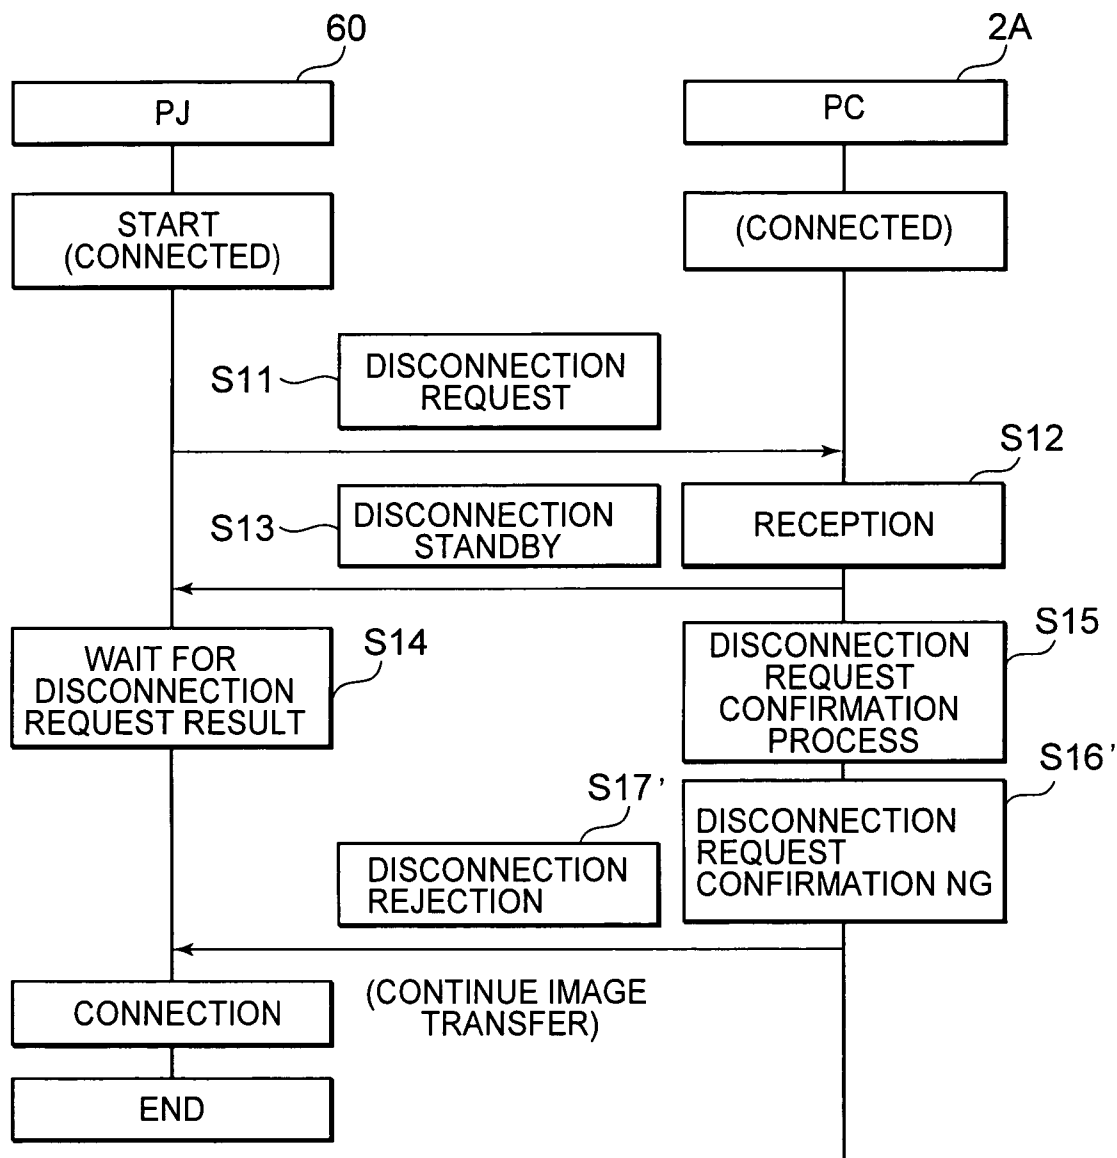 60
2A
PJ
PC
START
(CONNECTED)
(CONNECTED)
S11
DISCONNECTION
REQUEST
S12
S13
DISCONNECTION
STANDBY
RECEPTION
WAIT FOR
DISCONNECTION
REQUEST RESULT
S14
DISCONNECTION
REQUEST
CONFIRMATION
PROCESS
S15
S16'
S17'
DISCONNECTION
REJECTION
DISCONNECTION
REQUEST
CONFIRMATION NG
CONNECTION
(CONTINUE IMAGE
TRANSFER)
END